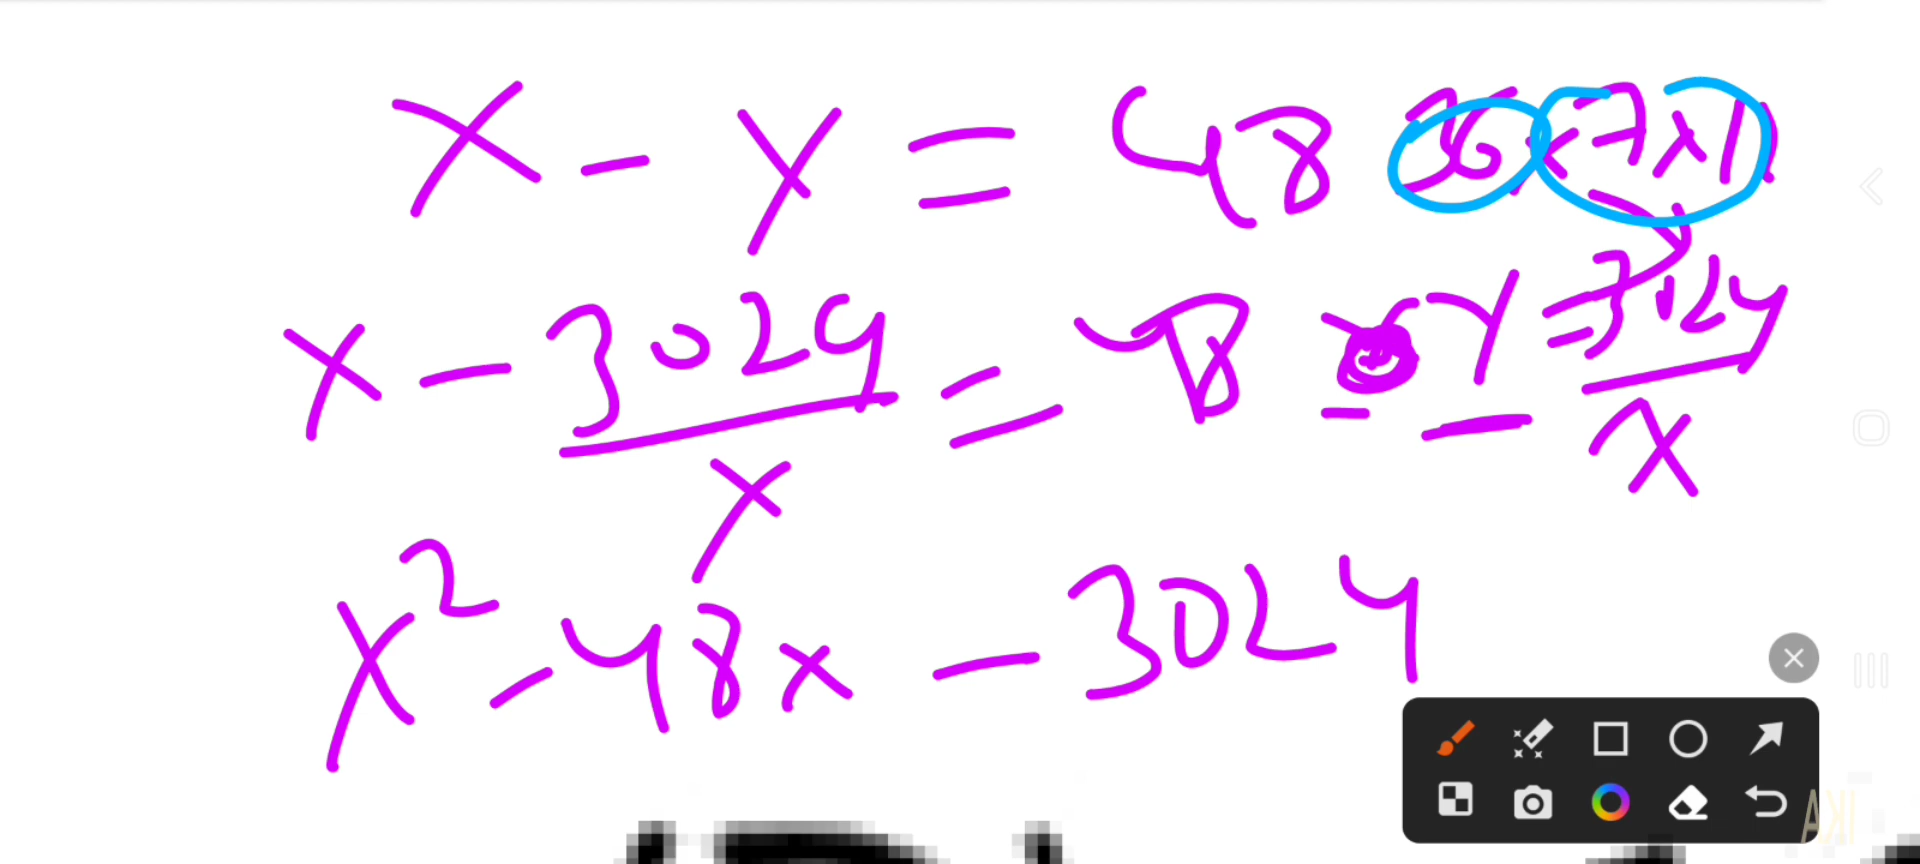 x - y = 48 36 x 7 x 11
x - 3024/x = 48 y = 3024/x
x² - 48x - 3024